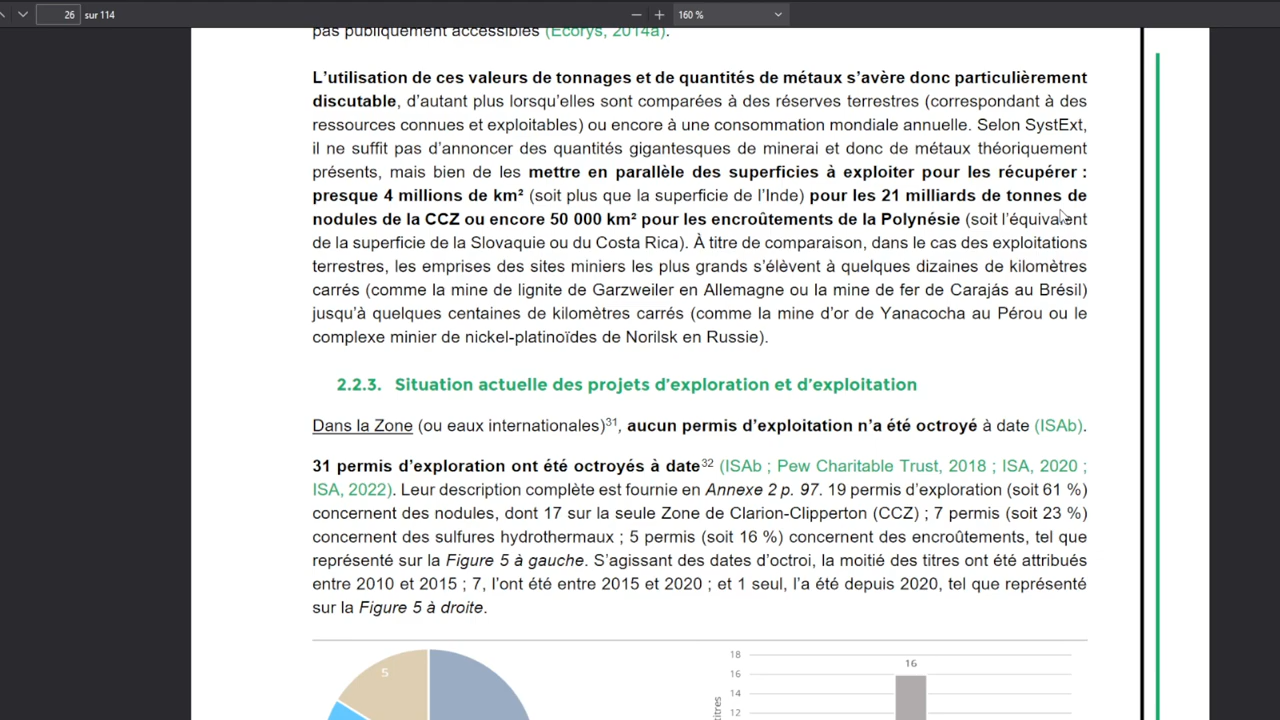 26 sur 114
160 %
pas publiquement accessibles (Ecorys, 2014a).
L’utilisation de ces valeurs de tonnages et de quantités de métaux s’avère donc particulièrement
discutable, d’autant plus lorsqu’elles sont comparées à des réserves terrestres (correspondant à des
ressources connues et exploitables) ou encore à une consommation mondiale annuelle. Selon SystExt,
il ne suffit pas d’annoncer des quantités gigantesques de minerai et donc de métaux théoriquement
présents, mais bien de les mettre en parallèle des superficies à exploiter pour les récupérer :
presque 4 millions de km² (soit plus que la superficie de l’Inde) pour les 21 milliards de tonnes de
nodules de la CCZ ou encore 50 000 km² pour les encroûtements de la Polynésie (soit l’équivalent
de la superficie de la Slovaquie ou du Costa Rica). À titre de comparaison, dans le cas des exploitations
terrestres, les emprises des sites miniers les plus grands s’élèvent à quelques dizaines de kilomètres
carrés (comme la mine de lignite de Garzweiler en Allemagne ou la mine de fer de Carajás au Brésil)
jusqu’à quelques centaines de kilomètres carrés (comme la mine d’or de Yanacocha au Pérou ou le
complexe minier de nickel-platinoïdes de Norilsk en Russie).
2.2.3. Situation actuelle des projets d’exploration et d’exploitation
Dans la Zone (ou eaux internationales)³¹, aucun permis d’exploitation n’a été octroyé à date (ISAb).
31 permis d’exploration ont été octroyés à date³² (ISAb ; Pew Charitable Trust, 2018 ; ISA, 2020 ;
ISA, 2022). Leur description complète est fournie en Annexe 2 p. 97. 19 permis d’exploration (soit 61 %)
concernent des nodules, dont 17 sur la seule Zone de Clarion-Clipperton (CCZ) ; 7 permis (soit 23 %)
concernent des sulfures hydrothermaux ; 5 permis (soit 16 %) concernent des encroûtements, tel que
représenté sur la Figure 5 à gauche. S’agissant des dates d’octroi, la moitié des titres ont été attribués
entre 2010 et 2015 ; 7, l’ont été entre 2015 et 2020 ; et 1 seul, l’a été depuis 2020, tel que représenté
sur la Figure 5 à droite.
5
18
16
16
14
12
titres